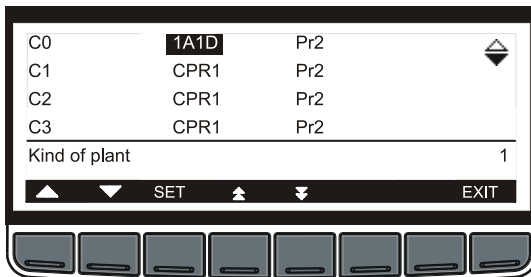 C0 1A1D Pr2
C1 CPR1 Pr2
C2 CPR1 Pr2
C3 CPR1 Pr2
Kind of plant 1
SET EXIT